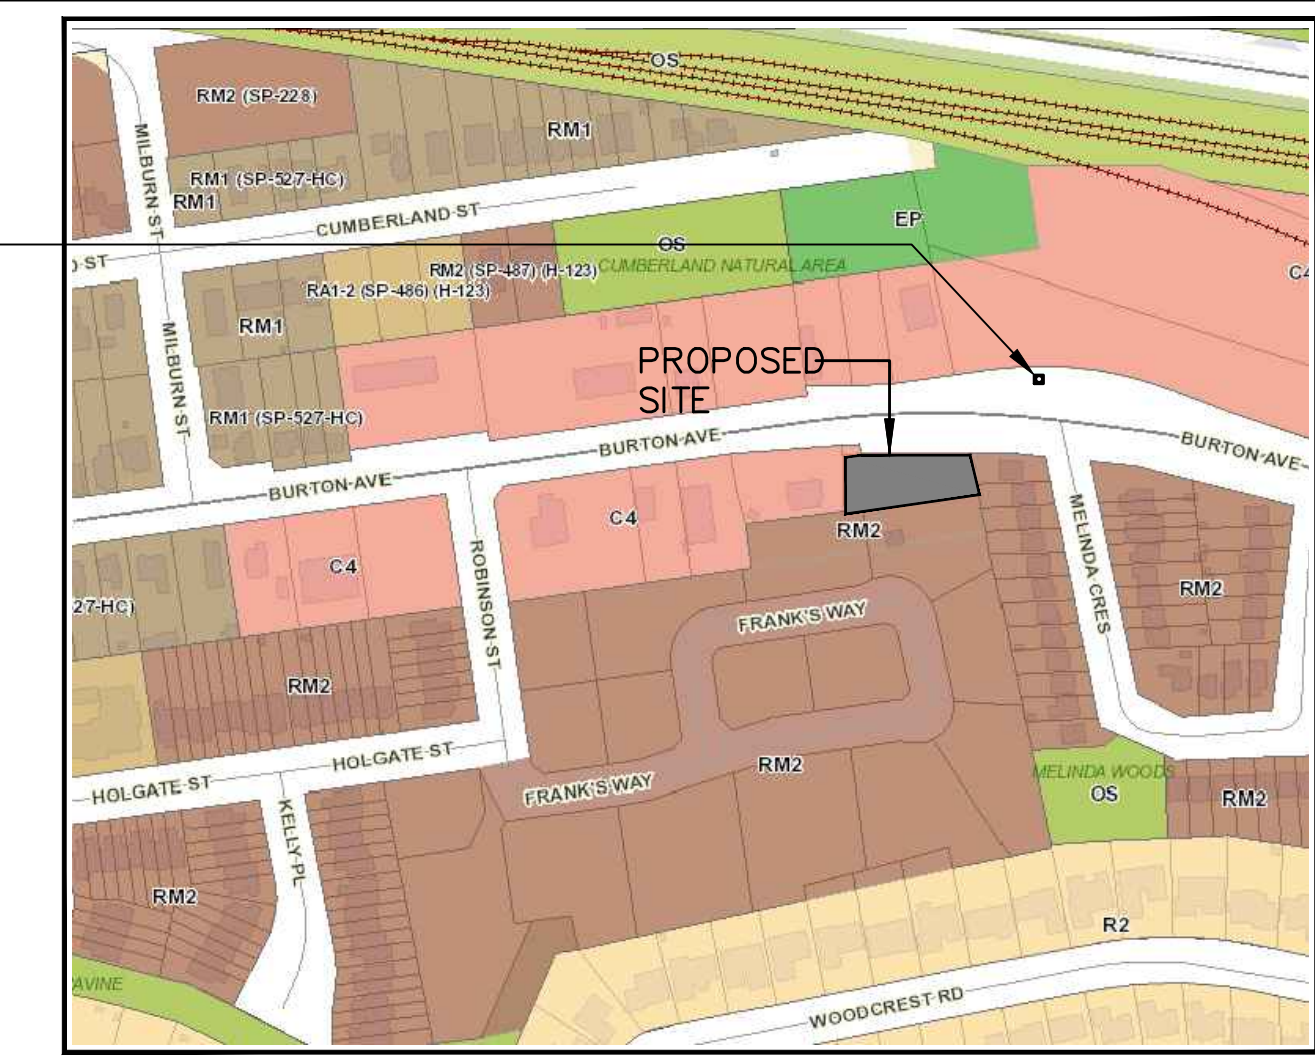 OS
RM2 (SP-228)
RM1
MILBURN ST
RM1 (SP-527-HC)
RM1
CUMBERLAND ST
EP
OS
CUMBERLAND NATURAL AREA
D ST
RM2 (SP-487) (H-123)
RA1-2 (SP-486) (H-123)
C4
RM1
MILBURN ST
PROPOSED
SITE
RM1 (SP-527-HC)
BURTON AVE
BURTON AVE
BURTON AVE
C4
RM2
MELINDA CRES
ROBINSON ST
C4
RM2
27-HC)
FRANK'S WAY
RM2
HOLGATE ST
HOLGATE ST
RM2
MELINDA WOODS
OS
FRANK'S WAY
RM2
KELLY PL
RM2
R2
AVINE
WOODCREST RD